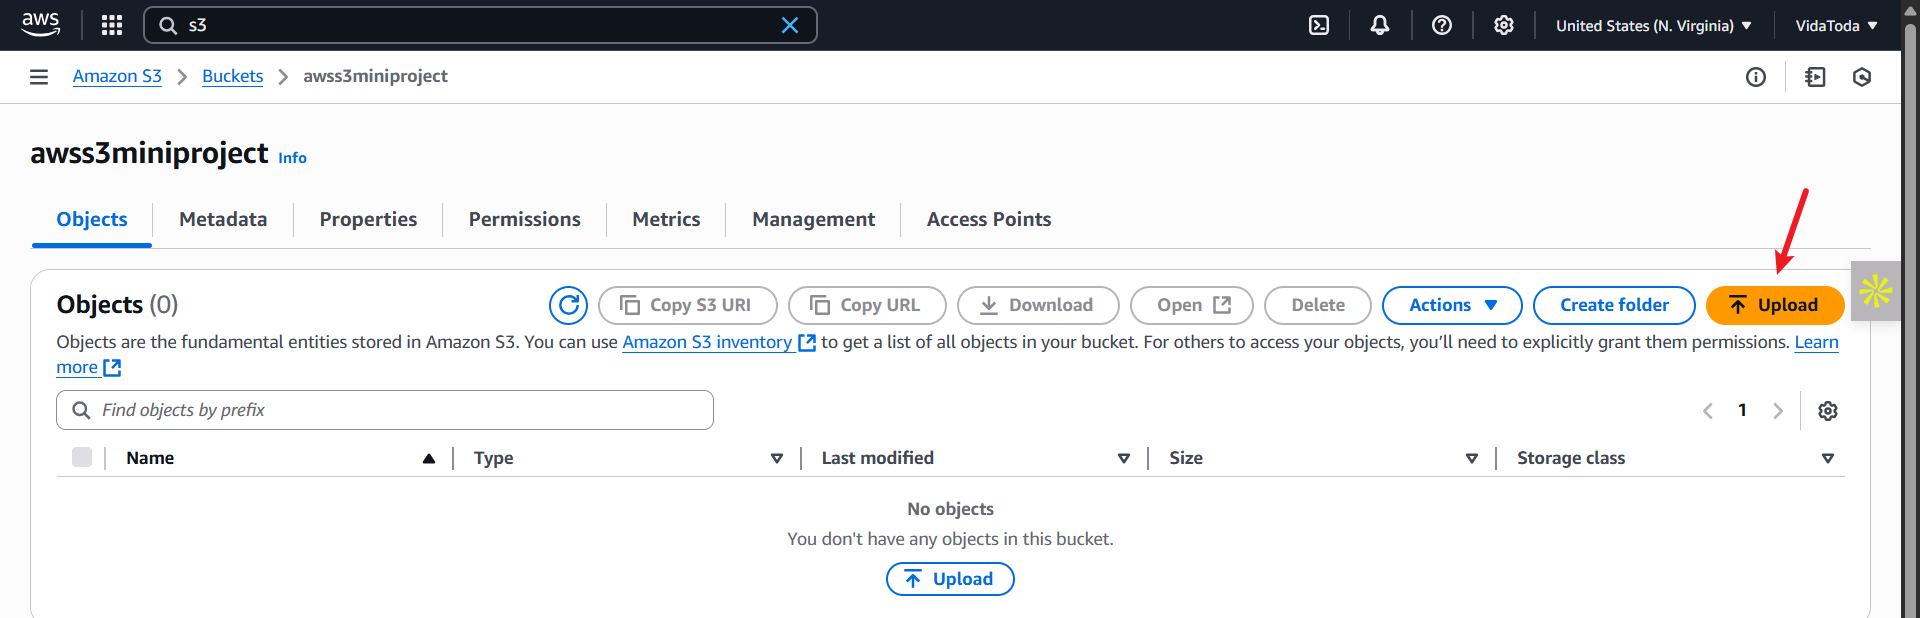 aws s3 United States (N. Virginia) VidaToda
Amazon S3 Buckets awss3miniproject
awss3miniproject Info
Objects Metadata Properties Permissions Metrics Management Access Points
Objects (0) Copy S3 URI Copy URL Download Open Delete Actions Create folder Upload
Objects are the fundamental entities stored in Amazon S3. You can use Amazon S3 inventory to get a list of all objects in your bucket. For others to access your objects, you’ll need to explicitly grant them permissions. Learn
more
Find objects by prefix 1
Name Type Last modified Size Storage class
No objects
You don't have any objects in this bucket.
Upload